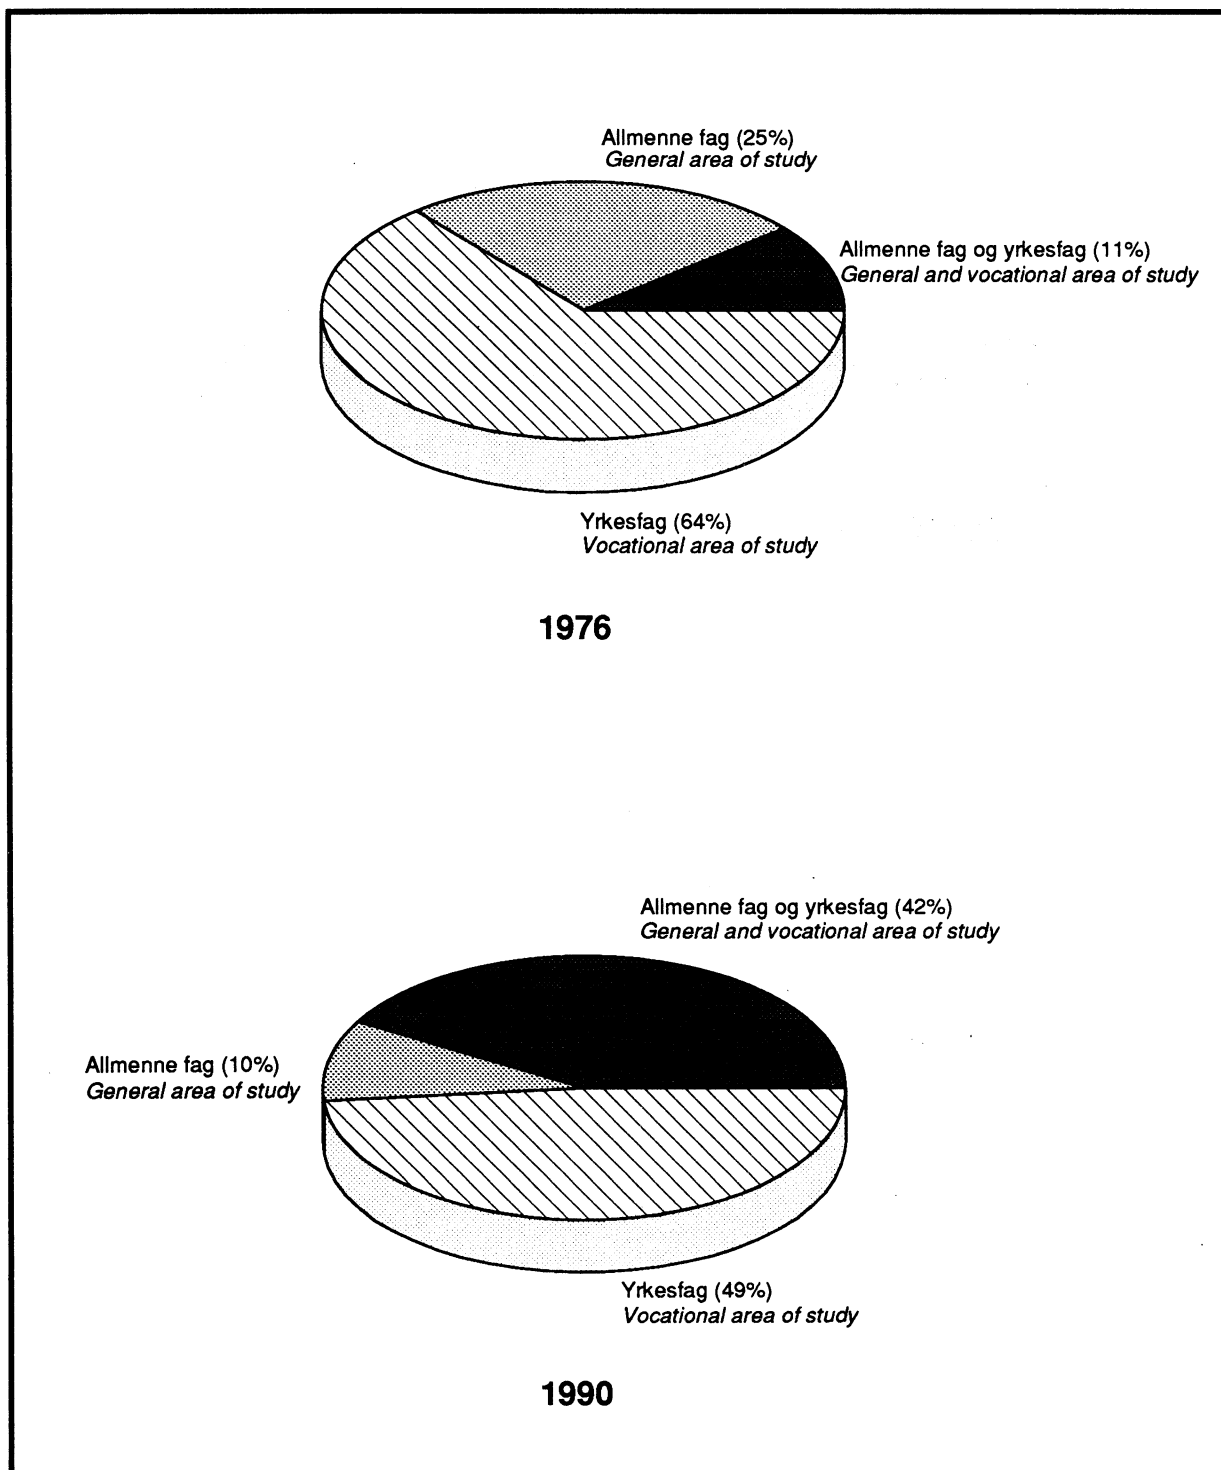 Allmenne fag (25%)
General area of study
Allmenne fag og yrkesfag (11%)
General and vocational area of study
Yrkesfag (64%)
Vocational area of study
1976
Allmenne fag og yrkesfag (42%)
General and vocational area of study
Allmenne fag (10%)
General area of study
Yrkesfag (49%)
Vocational area of study
1990